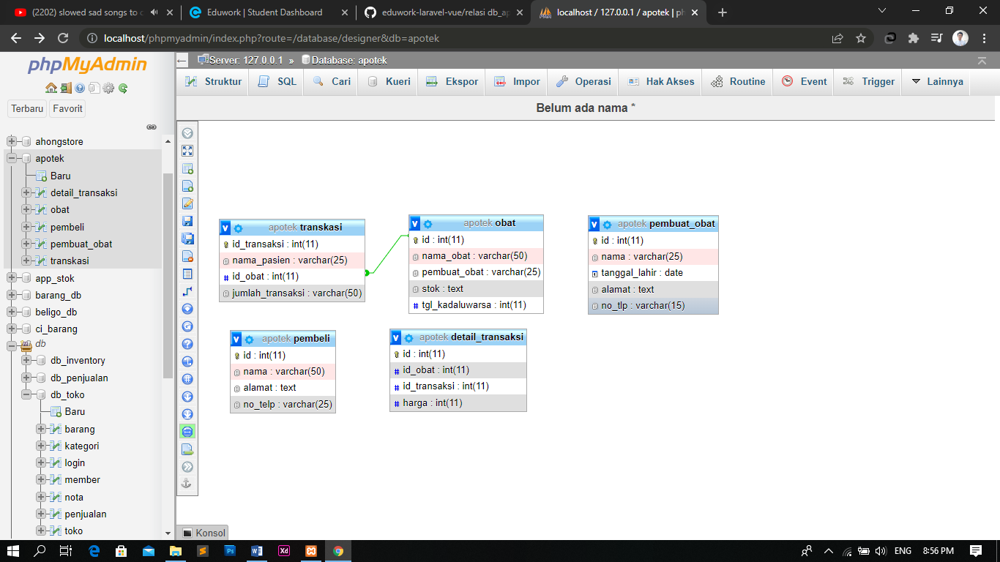 (2202) slowed sad songs to c
Eduwork | Student Dashboard
eduwork-laravel-vue/relasi db_ap
localhost / 127.0.0.1 / apotek | ph
localhost/phpmyadmin/index.php?route=/database/designer&db=apotek
phpMyAdmin
Terbaru
Favorit
ahongstore
apotek
Baru
detail_transaksi
obat
pembeli
pembuat_obat
transkasi
app_stok
barang_db
beligo_db
ci_barang
db
db_inventory
db_penjualan
db_toko
Baru
barang
kategori
login
member
nota
penjualan
toko
Server: 127.0.0.1 » Database: apotek
Struktur
SQL
Cari
Kueri
Ekspor
Impor
Operasi
Hak Akses
Routine
Event
Trigger
Lainnya
Belum ada nama *
v apotek transkasi
id_transaksi : int(11)
nama_pasien : varchar(25)
# id_obat : int(11)
jumlah_transaksi : varchar(50)
v apotek obat
id : int(11)
nama_obat : varchar(50)
pembuat_obat : varchar(25)
stok : text
# tgl_kadaluwarsa : int(11)
v apotek pembuat_obat
id : int(11)
nama : varchar(25)
tanggal_lahir : date
alamat : text
no_tlp : varchar(15)
v apotek pembeli
id : int(11)
nama : varchar(50)
alamat : text
no_telp : varchar(25)
v apotek detail_transaksi
id : int(11)
# id_obat : int(11)
# id_transaksi : int(11)
# harga : int(11)
Konsol
Ps
Xd
ENG
8:56 PM